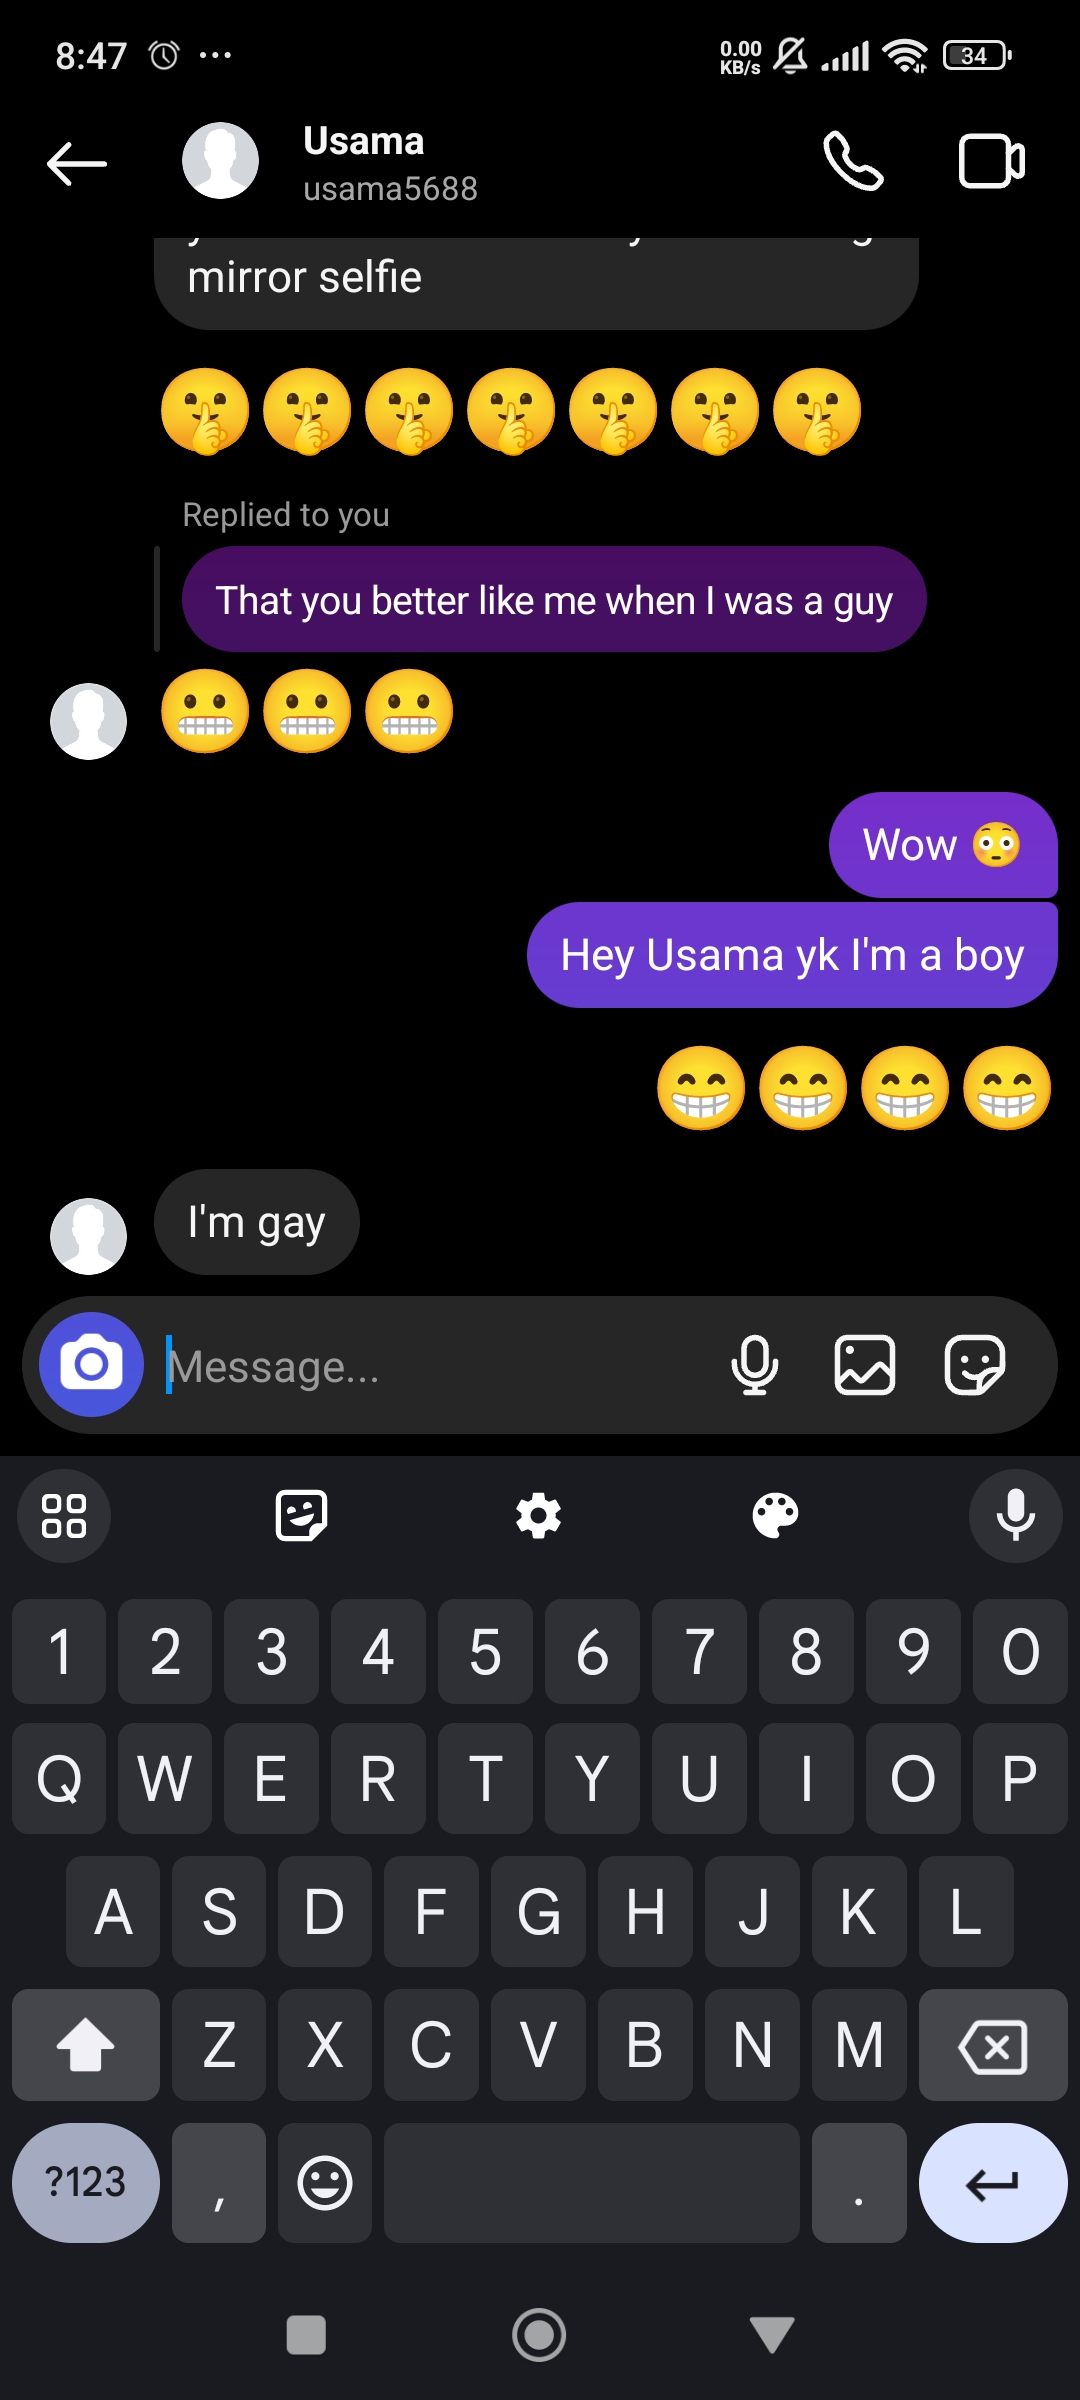 8:47
0.00
KB/s
34
Usama
usama5688
mirror selfie
🤫🤫🤫🤫🤫🤫🤫
Replied to you
That you better like me when I was a guy
😬😬😬
Wow 😳
Hey Usama yk I'm a boy
😁😁😁😁
I'm gay
Message...
1 2 3 4 5 6 7 8 9 0
Q W E R T Y U I O P
A S D F G H J K L
Z X C V B N M
?123 , .